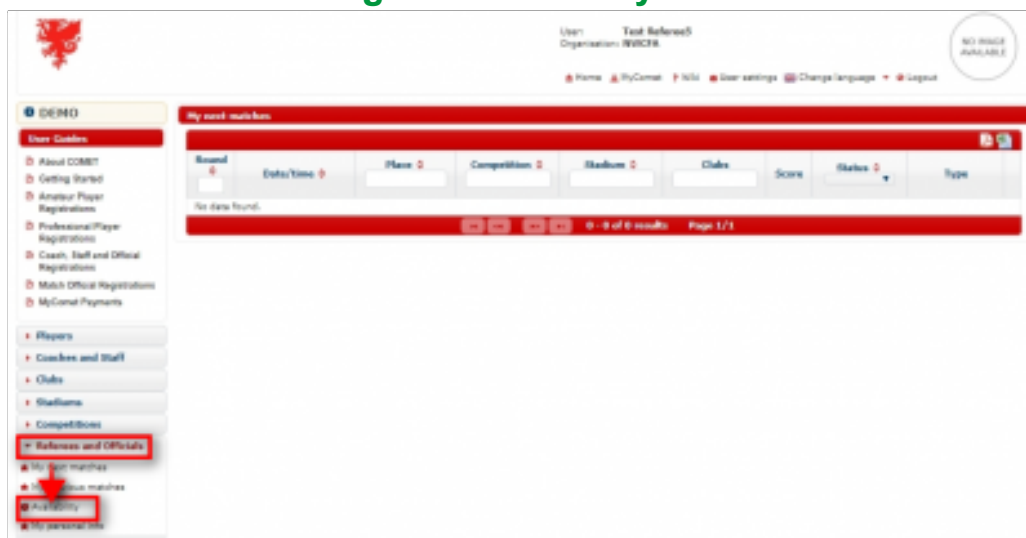 User: Test Referee5
Organisation: NWCFA
NO IMAGE
AVAILABLE
Home MyComet Wiki User settings Change language Logout
DEMO
My next matches
User Guides
About COMET
Getting Started
Amateur Player
Registrations
Professional Player
Registrations
Coach, Staff and Official
Registrations
Match Official Registrations
MyComet Payments
Round Date/Time Place Competition Stadium Clubs Score Status Type
No data found.
0 - 0 of 0 results Page 1/1
Players
Coaches and Staff
Clubs
Stadiums
Competitions
Referees and Officials
My next matches
matches
Availability
My personal info